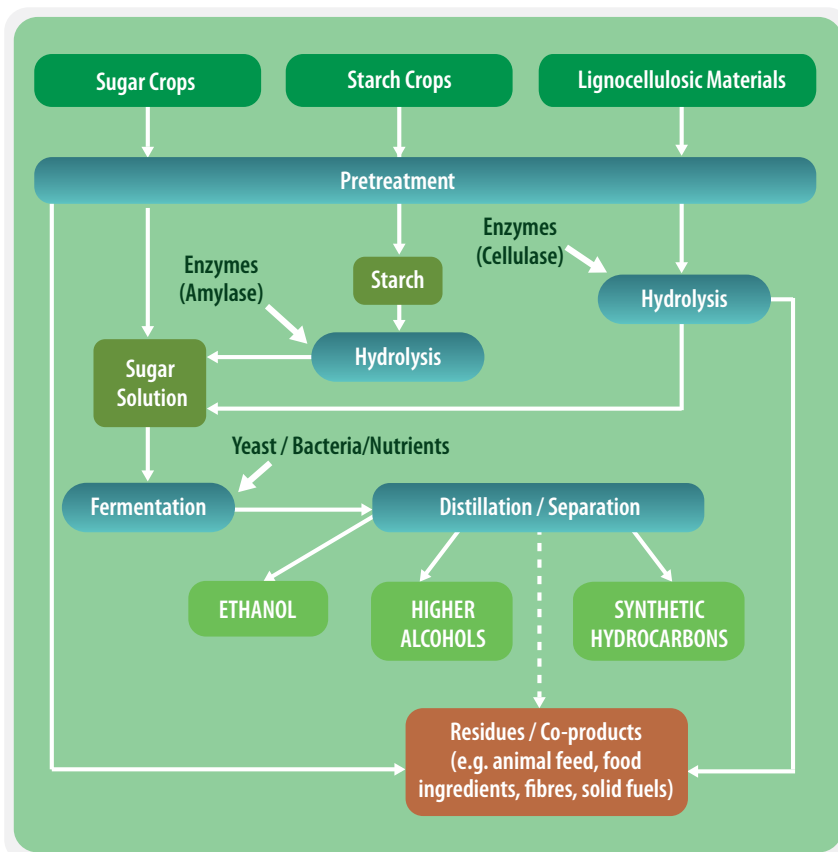 Sugar Crops
Starch Crops
Lignocellulosic Materials
Pretreatment
Enzymes
(Amylase)
Starch
Enzymes
(Cellulase)
Hydrolysis
Hydrolysis
Sugar
Solution
Yeast / Bacteria/Nutrients
Fermentation
Distillation / Separation
ETHANOL
HIGHER
ALCOHOLS
SYNTHETIC
HYDROCARBONS
Residues / Co-products
(e.g. animal feed, food
ingredients, fibres, solid fuels)